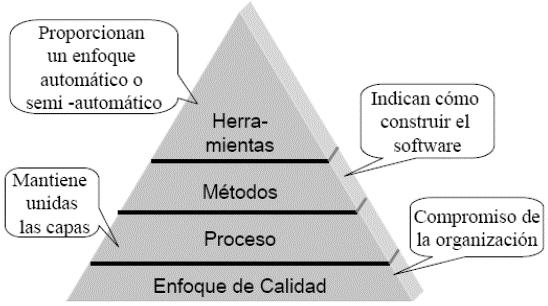 Proporcionan
un enfoque
automático o
semi -automático
Herra-
mientas
Indican cómo
construir el
software
Métodos
Mantiene
unidas
las capas
Proceso
Compromiso de
la organización
Enfoque de Calidad